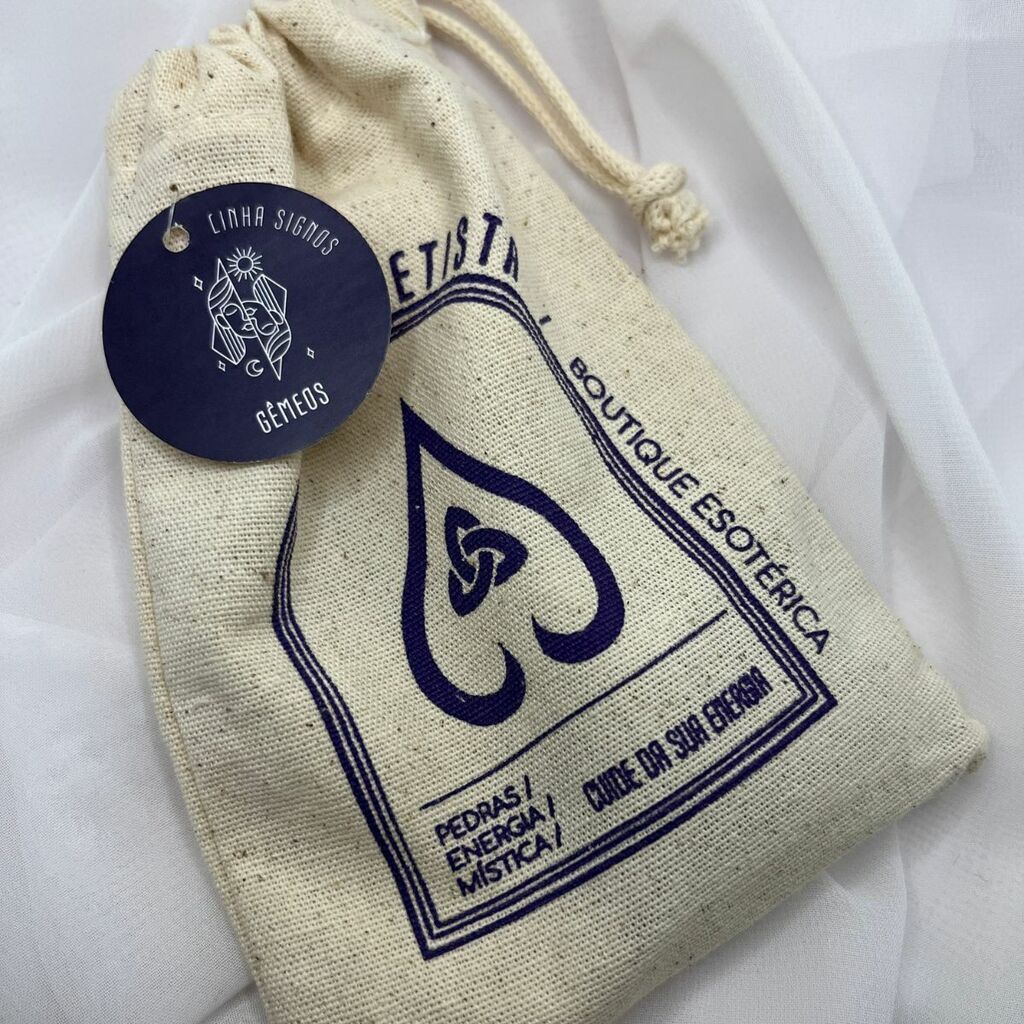 LINHA SIGNOS
GÊMEOS
BOUTIQUE ESOTÉRICA
PEDRAS /
ENERGIA /
MÍSTICA /
CUIDE DA SUA ENERGIA